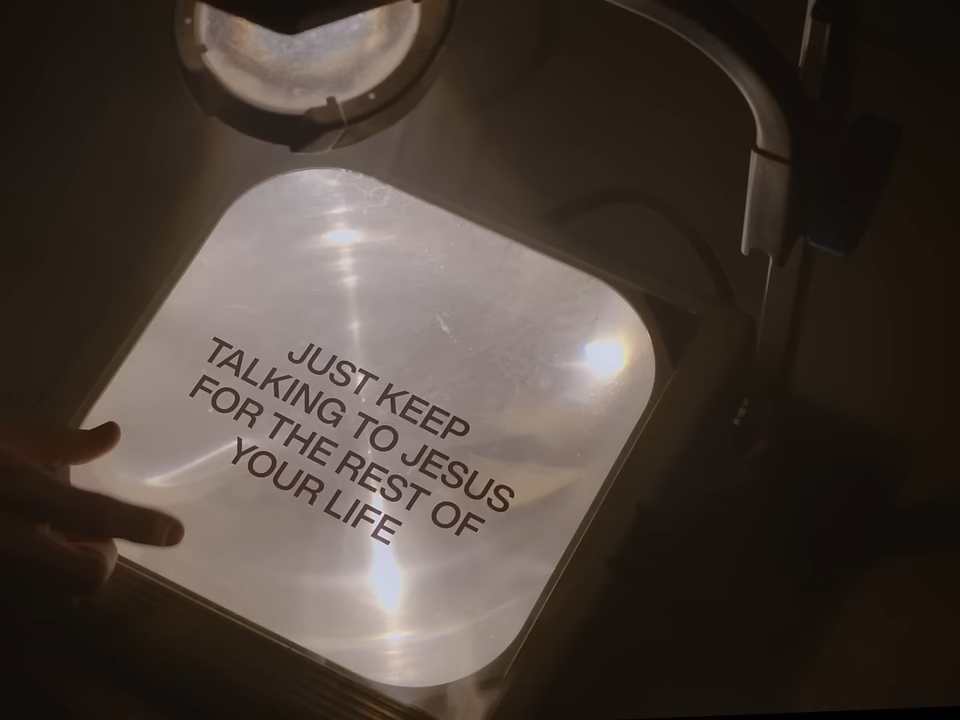 JUST KEEP
TALKING TO JESUS
FOR THE REST OF
YOUR LIFE